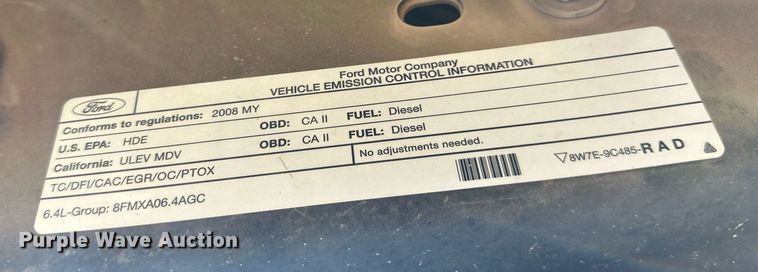 Ford Motor Company
VEHICLE EMISSION CONTROL INFORMATION
Ford
Conforms to regulations: 2008 MY
U.S. EPA: HDE OBD: CA II FUEL: Diesel
California: ULEV MDV OBD: CA II FUEL: Diesel
TC/DFI/CAC/EGR/OC/PTOX No adjustments needed.
6.4L-Group: 8FMXA06.4AGC 8W7E-9C485-RAD
Purple Wave Auction